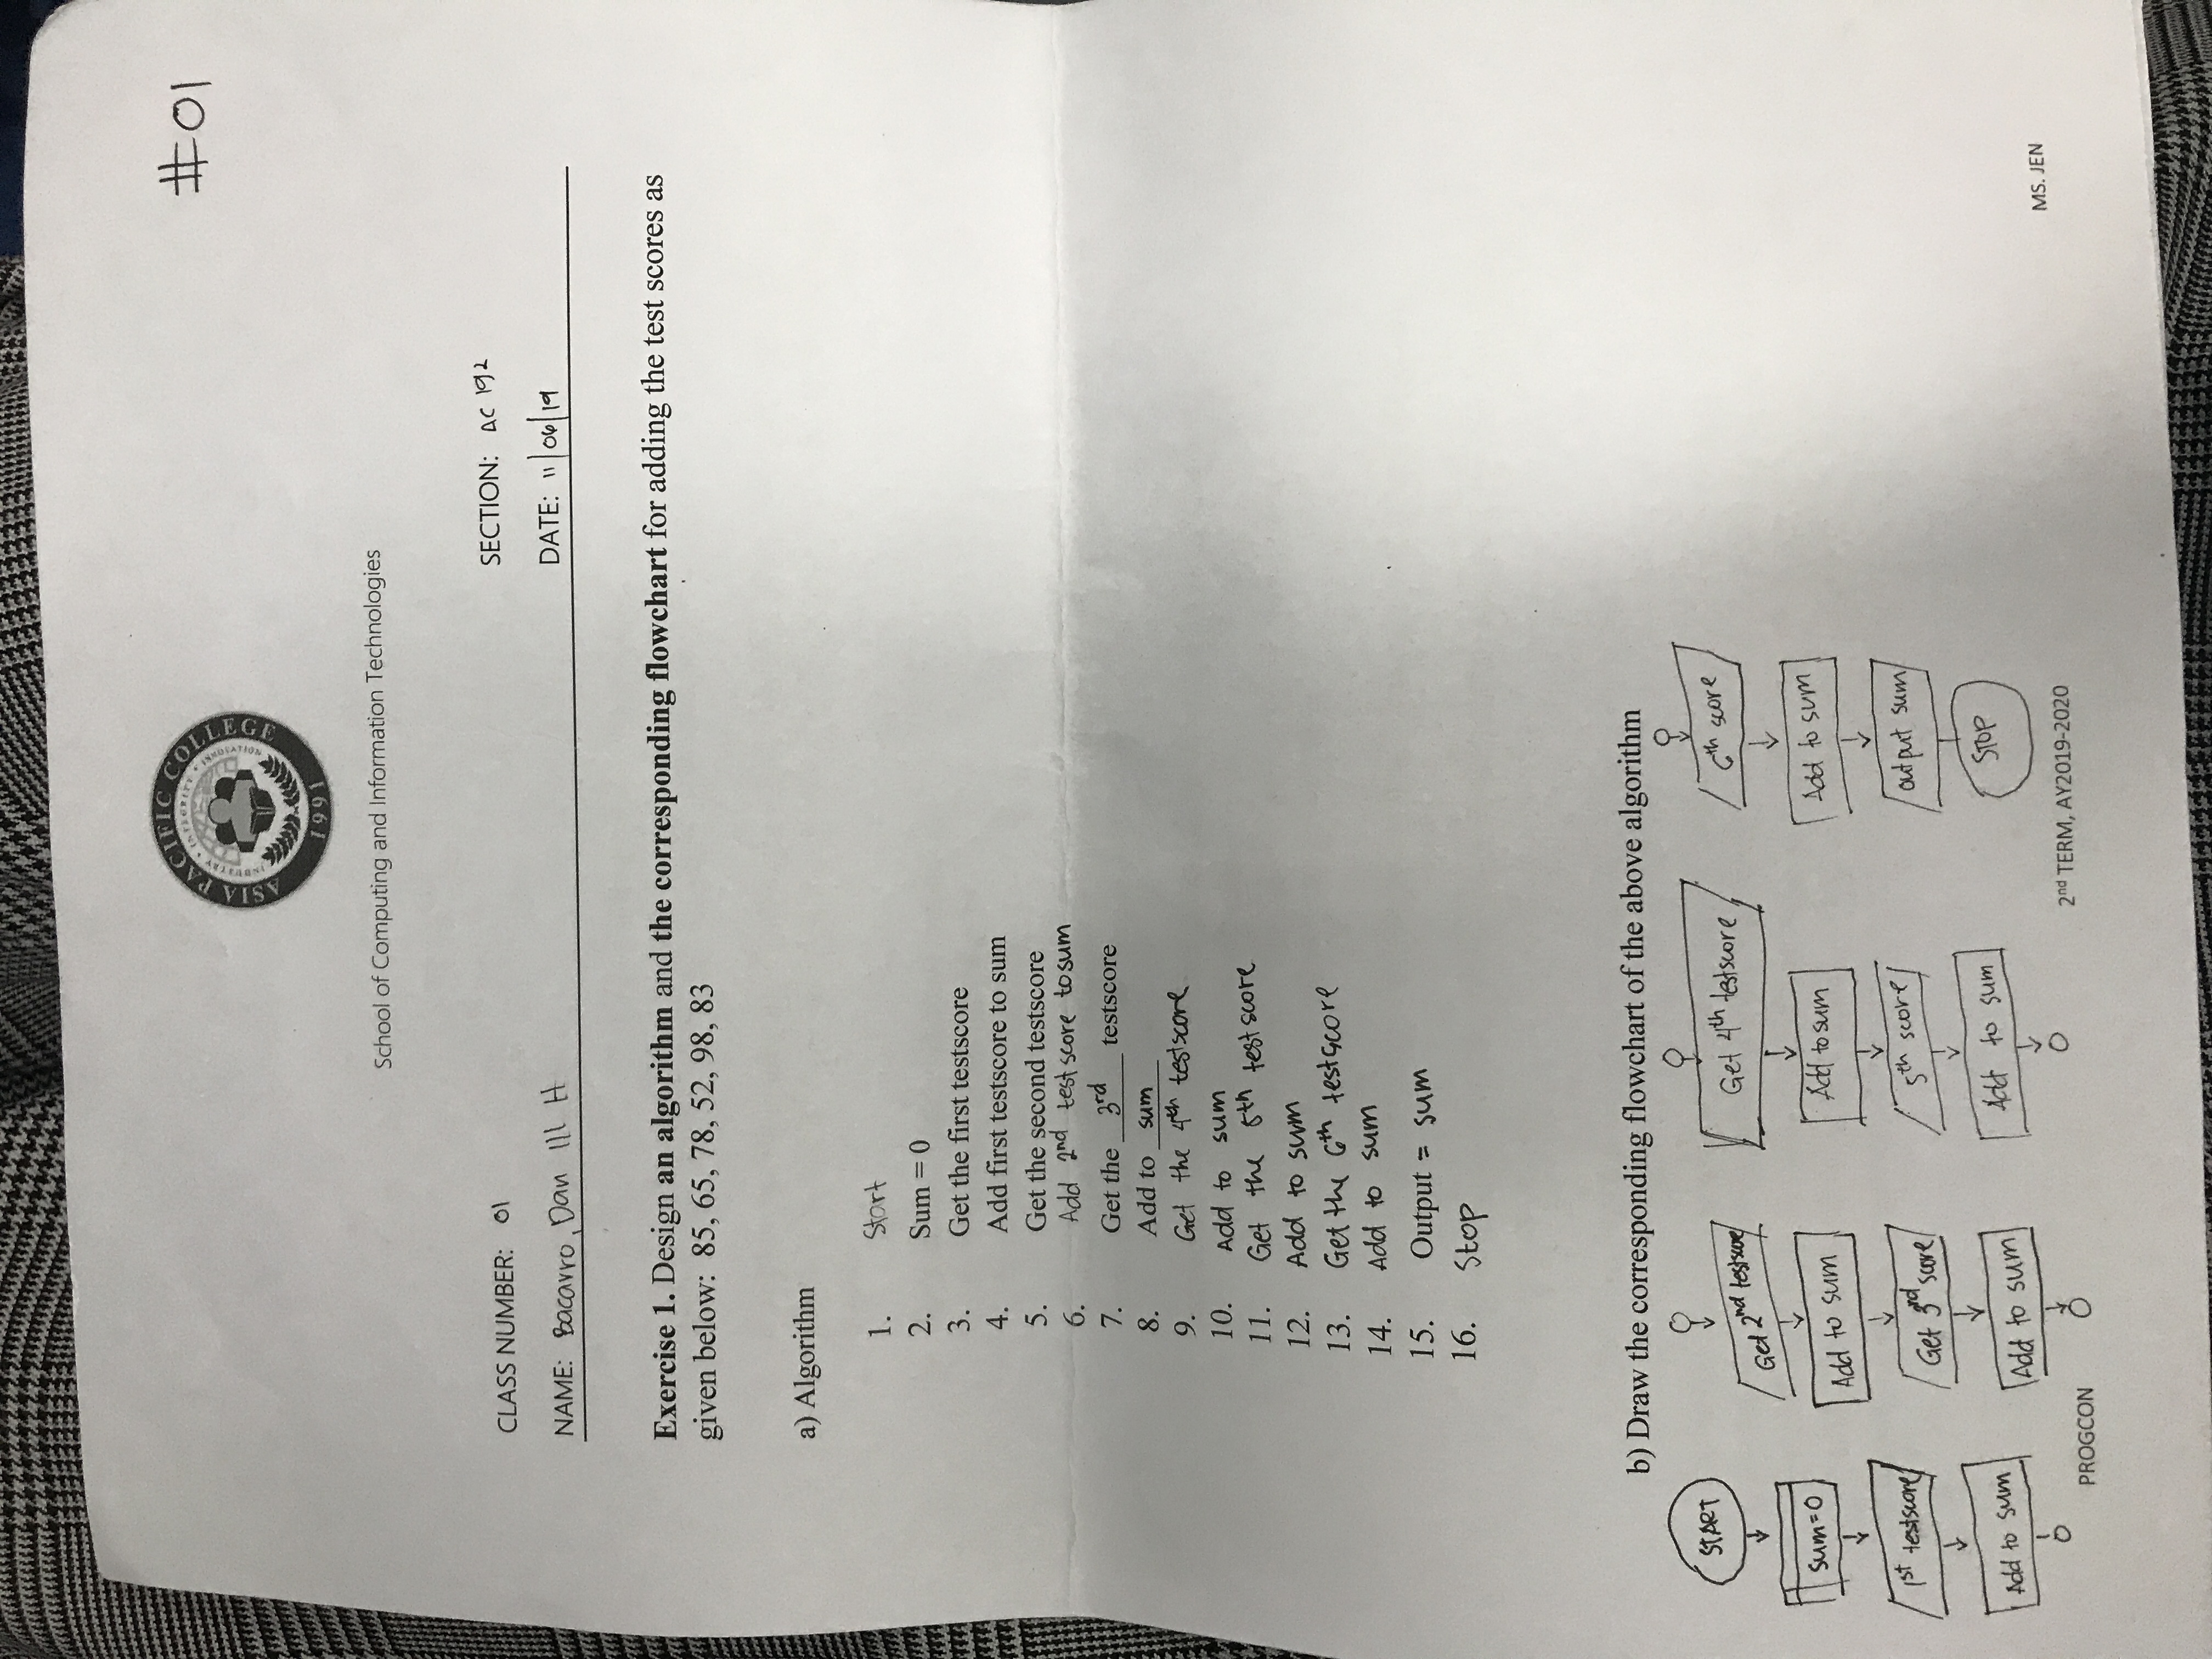 #01
ASIA PACIFIC COLLEGE
INDUSTRY • INTEGRITY • INNOVATION
1991
School of Computing and Information Technologies
CLASS NUMBER: 01
SECTION: AC 192
NAME: Bacarro, Dan III H
DATE: 11/06/19
Exercise 1. Design an algorithm and the corresponding flowchart for adding the test scores as
given below: 85, 65, 78, 52, 98, 83
a) Algorithm
1. Start
2. Sum = 0
3. Get the first testscore
4. Add first testscore to sum
5. Get the second testscore
6. Add 2nd testscore to sum
7. Get the 3rd testscore
8. Add to sum
9. Get the 4th testscore
10. Add to sum
11. Get the 5th testscore
12. Add to sum
13. Get the 6th testscore
14. Add to sum
15. Output = sum
16. Stop
b) Draw the corresponding flowchart of the above algorithm
START
sum=0
1st testscore
Add to sum
Get 2nd testscore
Add to sum
Get 3rd score
Add to sum
Get 4th testscore
Add to sum
5th score
Add to sum
6th score
Add to sum
output sum
STOP
PROGCON
2nd TERM, AY2019-2020
MS. JEN